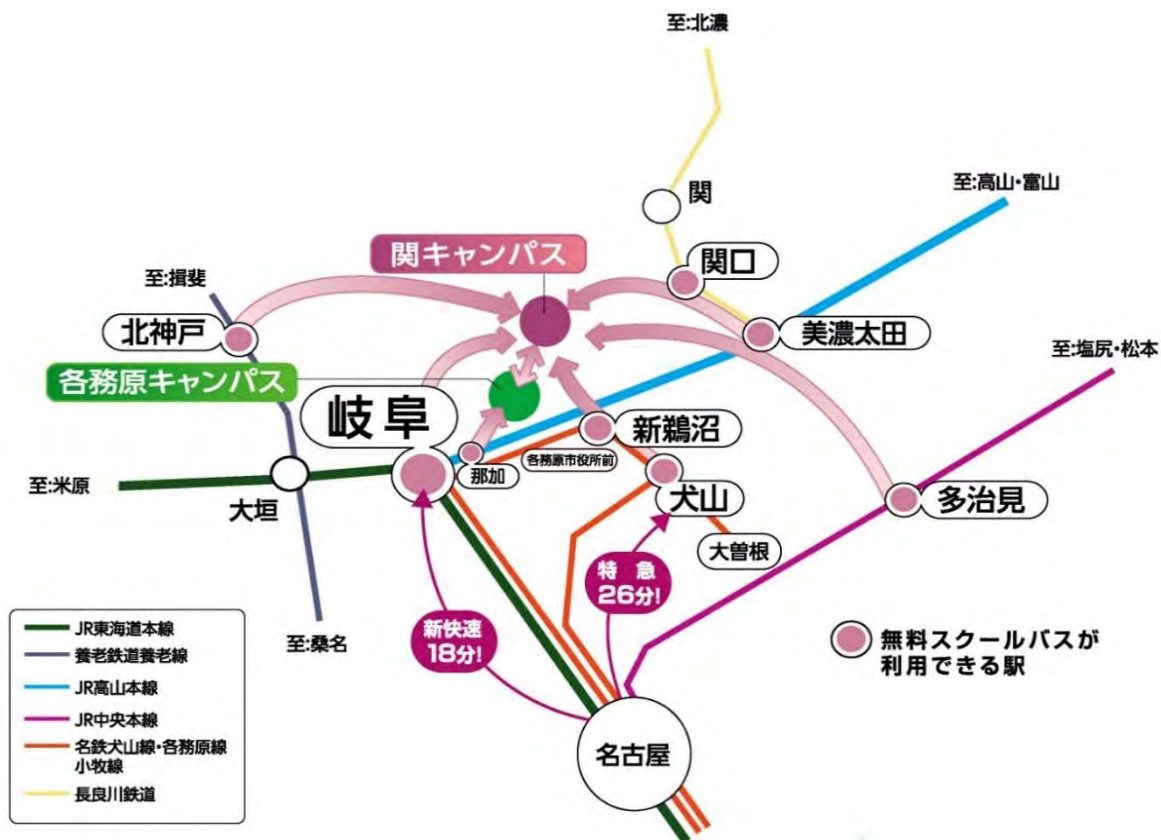 至:北濃
関
至:高山・富山
関キャンパス
関口
至:揖斐
北神戸
美濃太田
至:塩尻・松本
各務原キャンパス
岐阜
新鵜沼
那加
各務原市役所前
至:米原
大垣
犬山
多治見
大曽根
特急
26分!
新快速
18分!
至:桑名
JR東海道本線
養老鉄道養老線
JR高山本線
JR中央本線
名鉄犬山線・各務原線
小牧線
長良川鉄道
無料スクールバスが
利用できる駅
名古屋